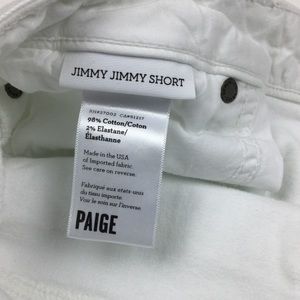 JIMMY JIMMY SHORT
98% Cotton/Coton
2% Elastane/
Élasthanne
Made in the USA
of Imported fabric.
See care on reverse.
Fabriqué aux etats-unis
du tissu importe
Voir le soin sur l'inverse
PAIGE